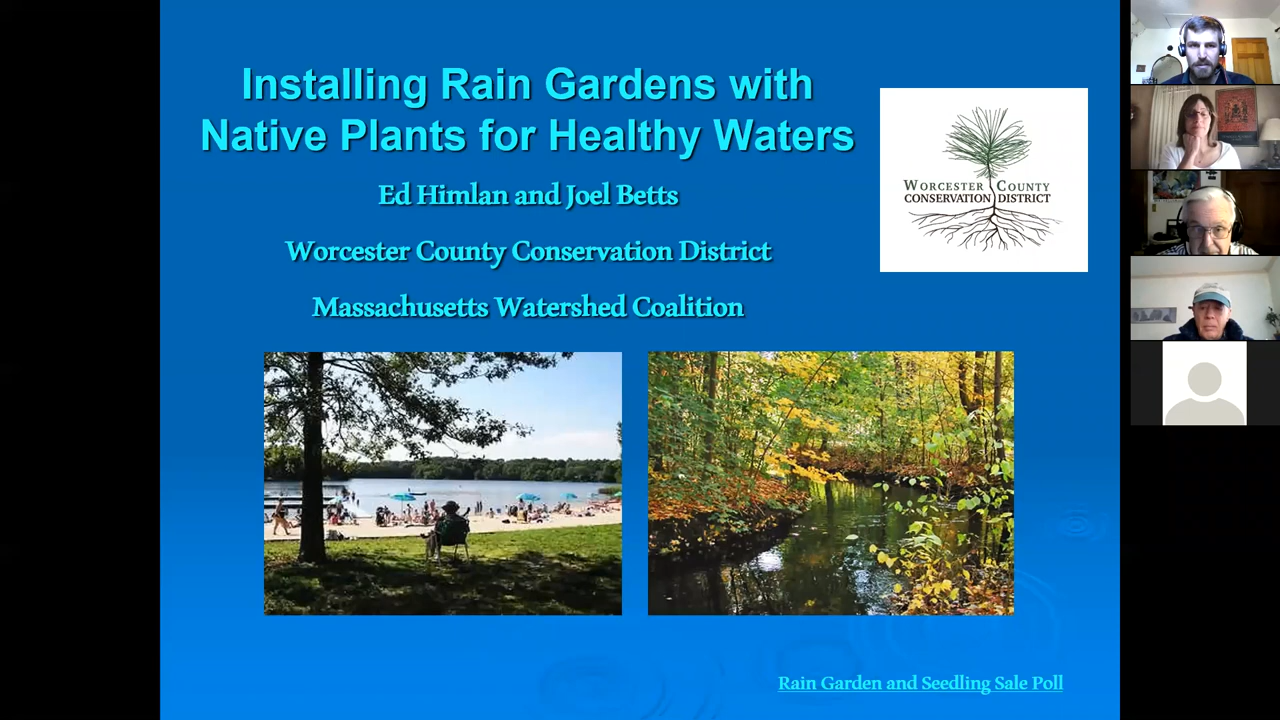 Installing Rain Gardens with
Native Plants for Healthy Waters
Ed Himlan and Joel Betts
Worcester County Conservation District
Massachusetts Watershed Coalition
WORCESTER COUNTY
CONSERVATION DISTRICT
Rain Garden and Seedling Sale Poll